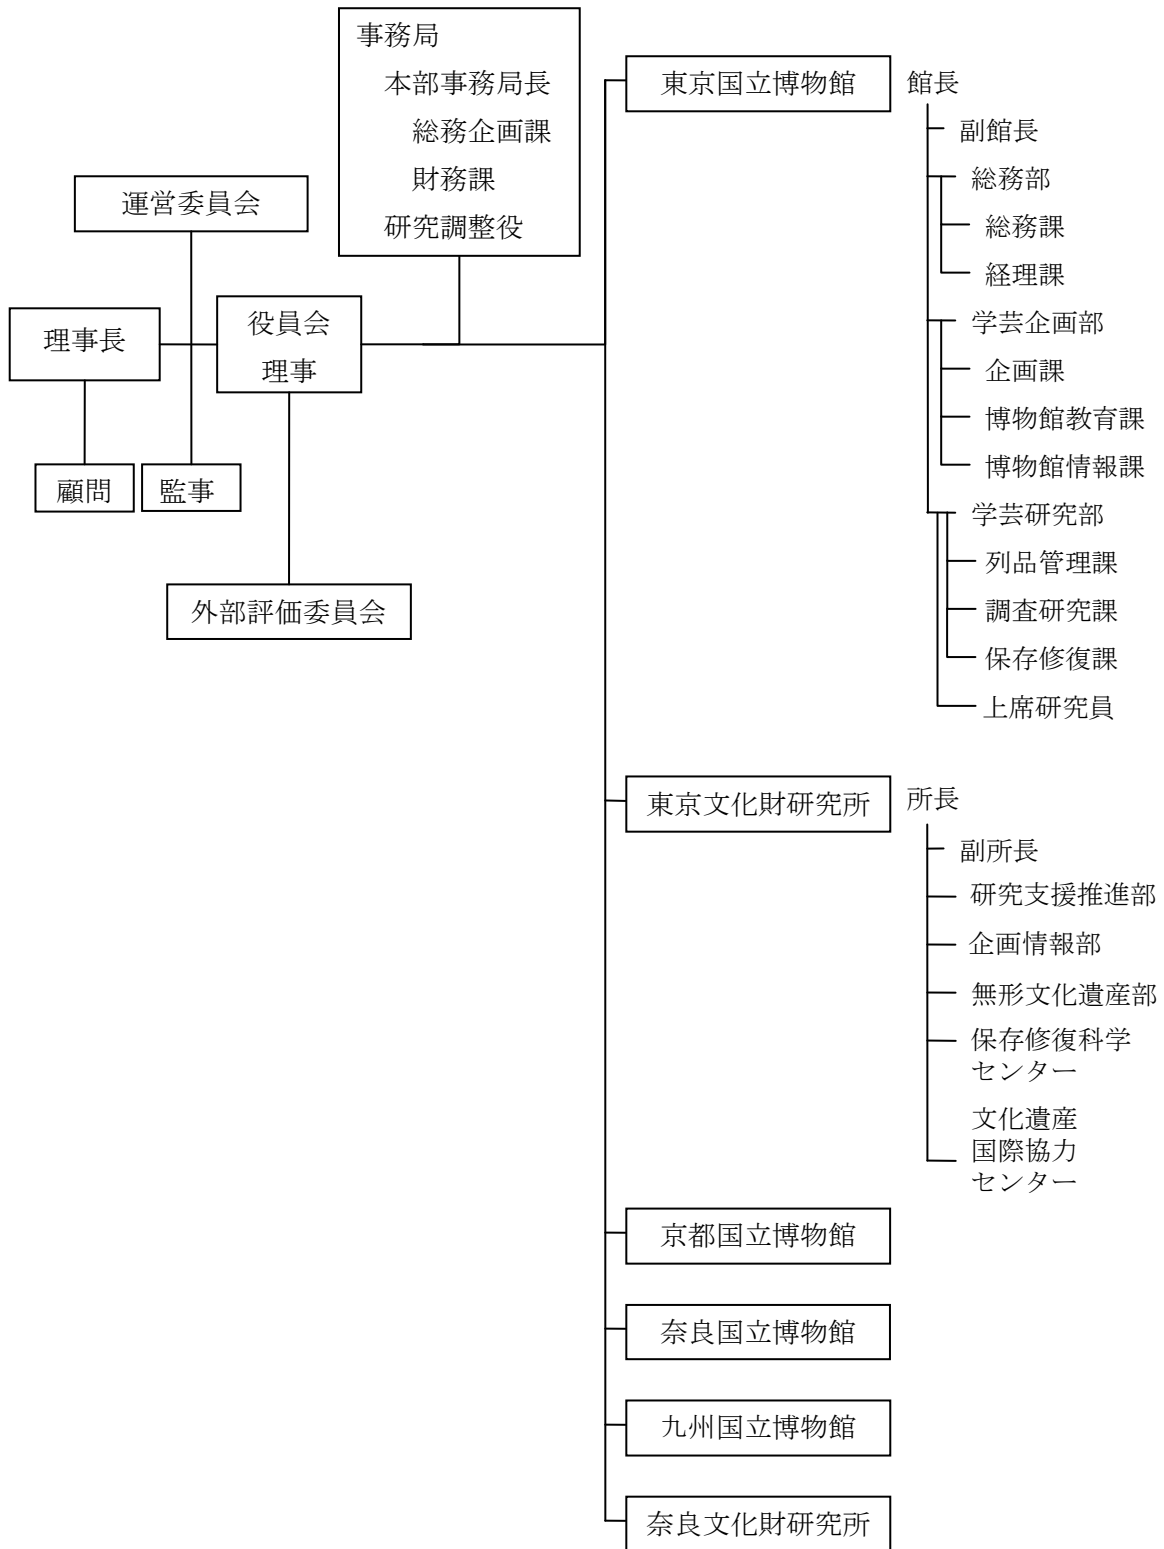 事務局
本部事務局長
総務企画課
財務課
研究調整役
運営委員会
理事長
役員会
理事
顧問
監事
外部評価委員会
東京国立博物館
館長
副館長
総務部
総務課
経理課
学芸企画部
企画課
博物館教育課
博物館情報課
学芸研究部
列品管理課
調査研究課
保存修復課
上席研究員
東京文化財研究所
所長
副所長
研究支援推進部
企画情報部
無形文化遺産部
保存修復科学
センター
文化遺産
国際協力
センター
京都国立博物館
奈良国立博物館
九州国立博物館
奈良文化財研究所